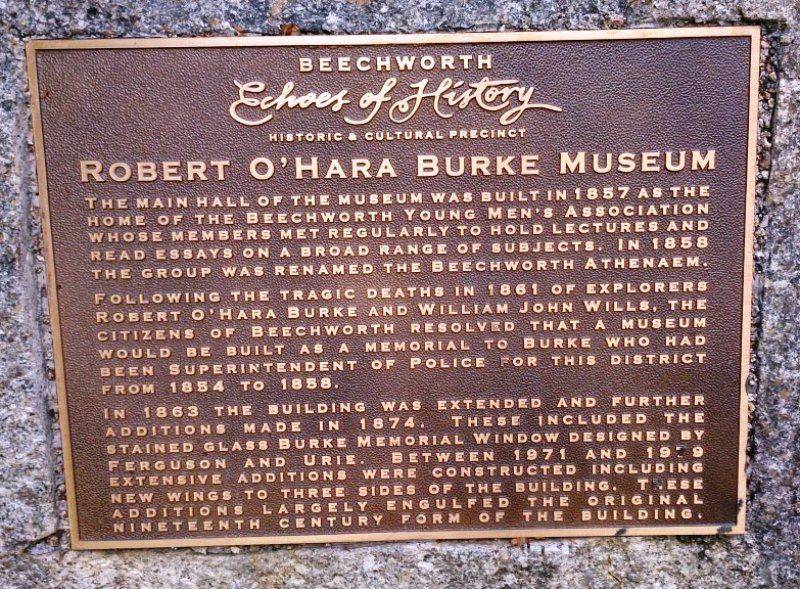 BEECHWORTH
Echoes of History
HISTORIC & CULTURAL PRECINCT
ROBERT O'HARA BURKE MUSEUM
THE MAIN HALL OF THE MUSEUM WAS BUILT IN 1857 AS THE
HOME OF THE BEECHWORTH YOUNG MEN'S ASSOCIATION
WHOSE MEMBERS MET REGULARLY TO HOLD LECTURES AND
READ ESSAYS ON A BROAD RANGE OF SUBJECTS. IN 1858
THE GROUP WAS RENAMED THE BEECHWORTH ATHENAEM.
FOLLOWING THE TRAGIC DEATHS IN 1861 OF EXPLORERS
ROBERT O'HARA BURKE AND WILLIAM JOHN WILLS, THE
CITIZENS OF BEECHWORTH RESOLVED THAT A MUSEUM
WOULD BE BUILT AS A MEMORIAL TO BURKE WHO HAD
BEEN SUPERINTENDENT OF POLICE FOR THIS DISTRICT
FROM 1854 TO 1858.
IN 1863 THE BUILDING WAS EXTENDED AND FURTHER
ADDITIONS MADE IN 1874. THESE INCLUDED THE
STAINED GLASS BURKE MEMORIAL WINDOW DESIGNED BY
FERGUSON AND URIE. BETWEEN 1971 AND
EXTENSIVE ADDITIONS WERE CONSTRUCTED INCLUDING
NEW WINGS TO THREE SIDES OF THE BUILDING. THESE
ADDITIONS LARGELY ENGULFED THE ORIGINAL
NINETEENTH CENTURY FORM OF THE BUILDING.